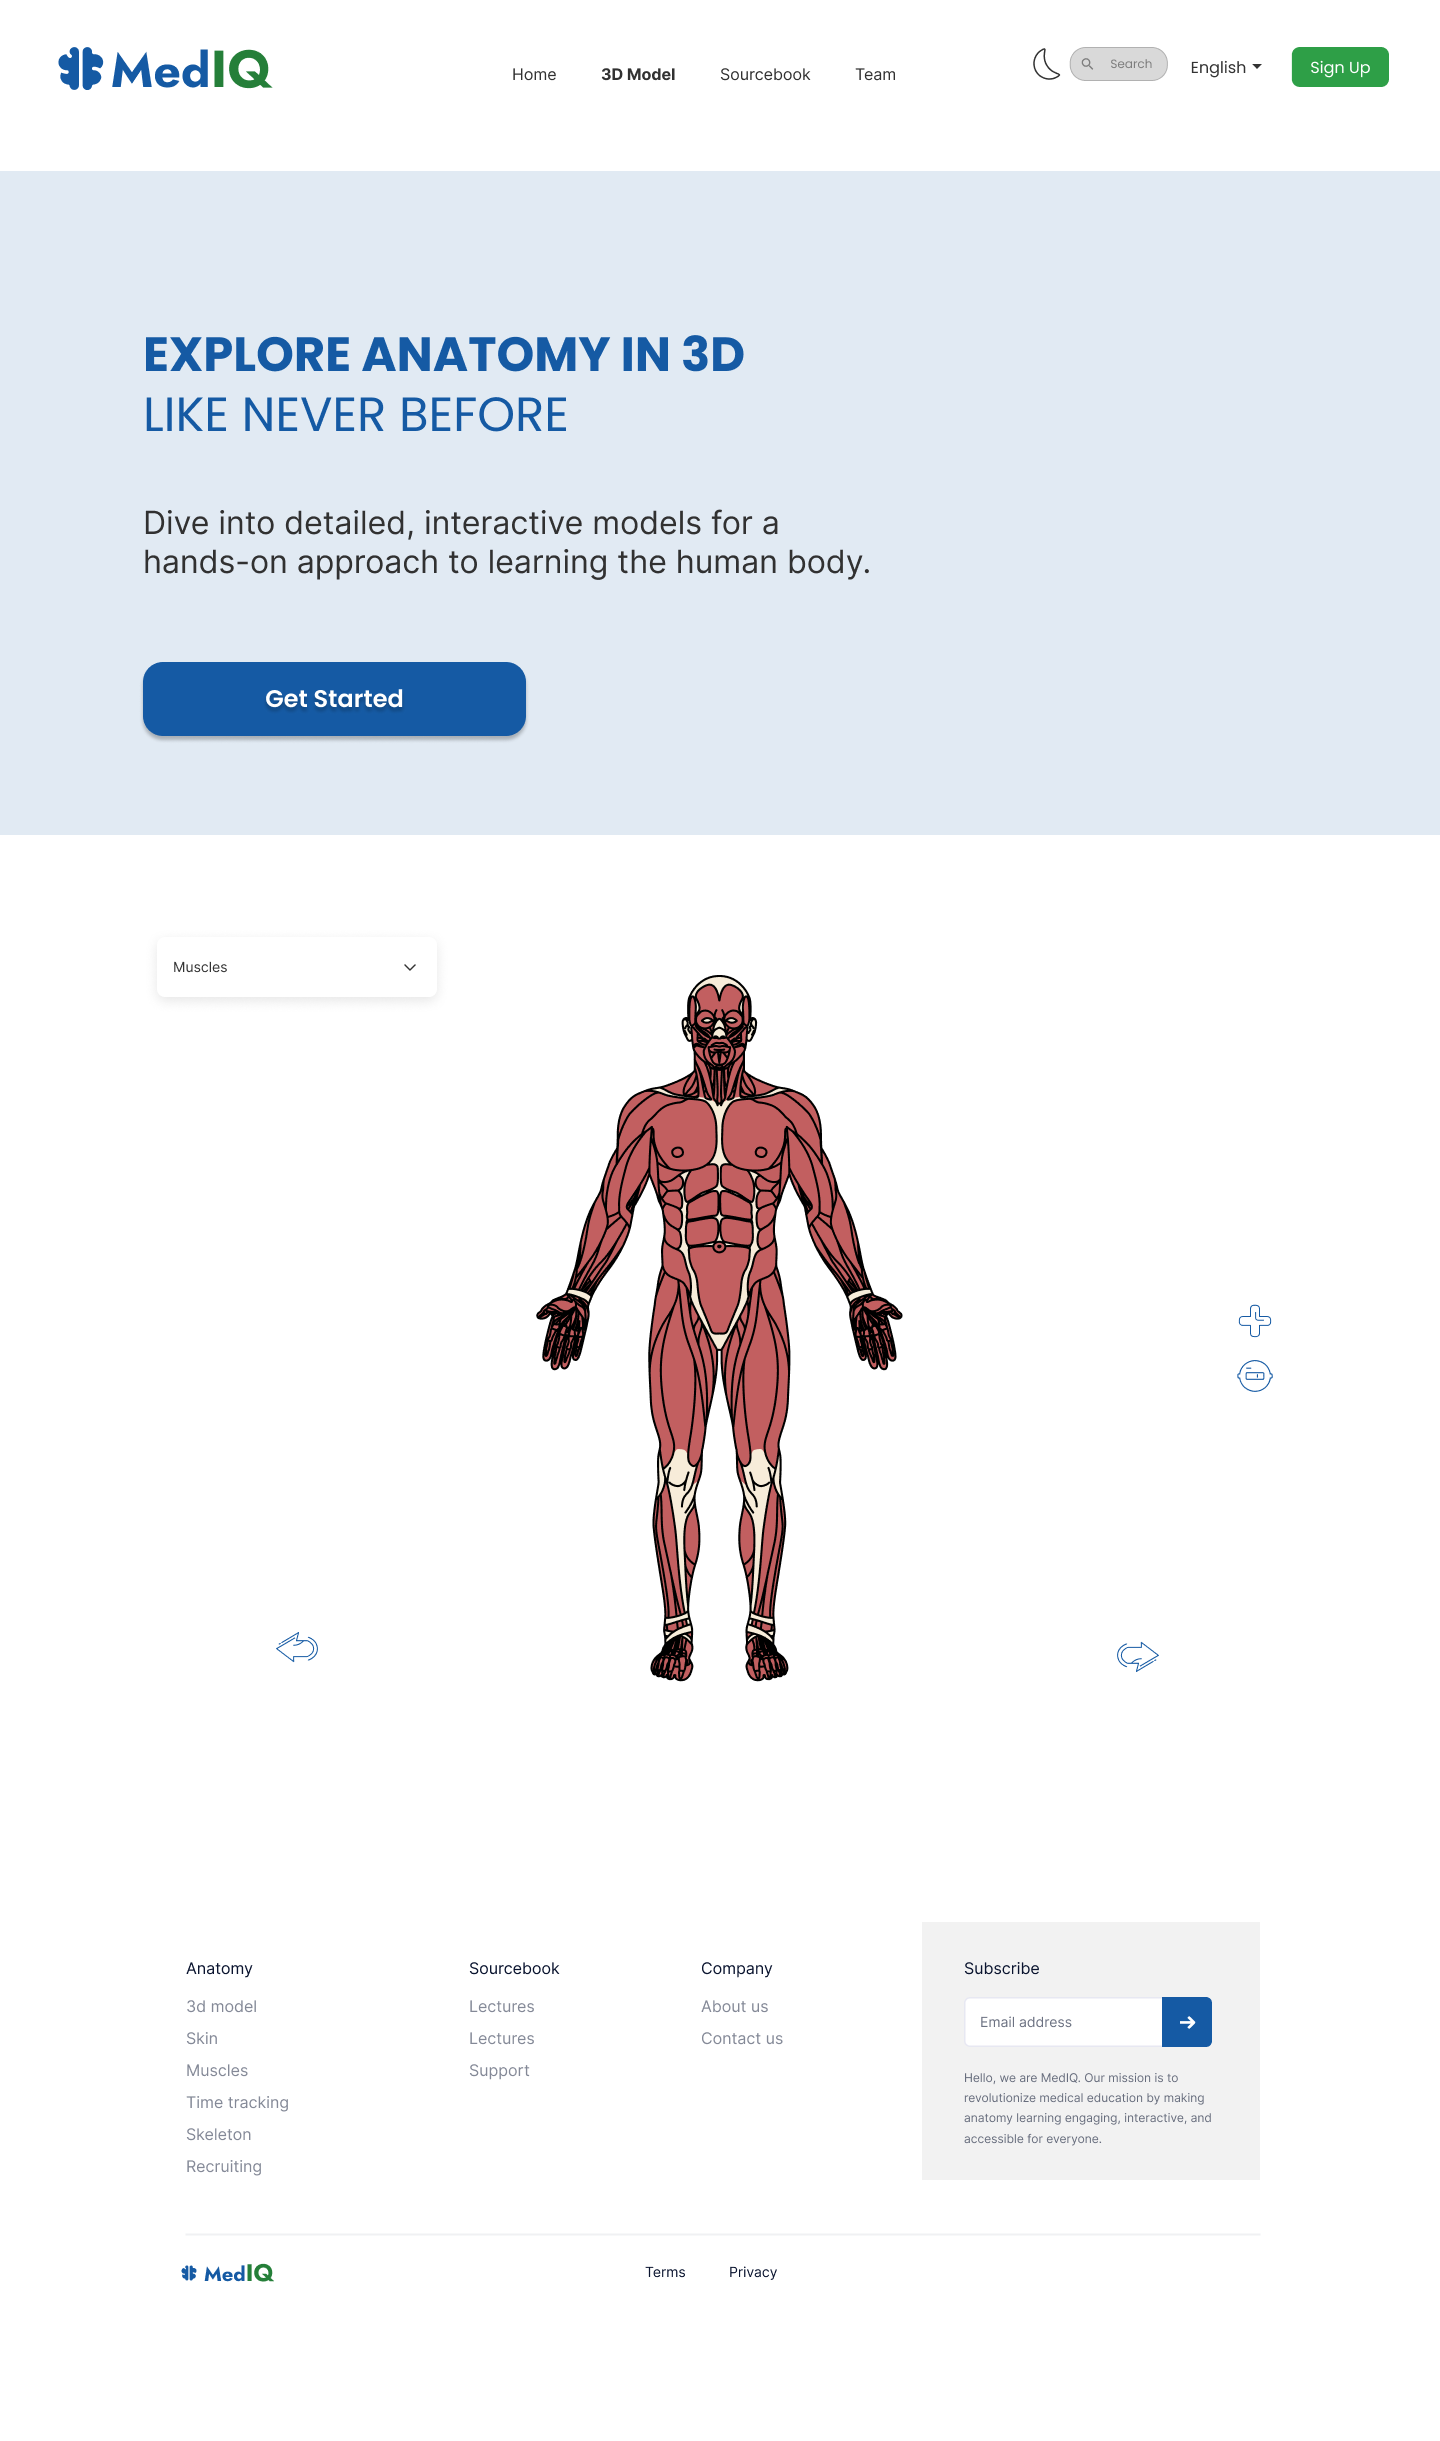 MedIQ
Home
3D Model
Sourcebook
Team
Search
English
Sign Up
EXPLORE ANATOMY IN 3D
LIKE NEVER BEFORE
Dive into detailed, interactive models for a
hands-on approach to learning the human body.
Get Started
Muscles
Anatomy
3d model
Skin
Muscles
Time tracking
Skeleton
Recruiting
Sourcebook
Lectures
Lectures
Support
Company
About us
Contact us
Subscribe
Email address
Hello, we are MedIQ. Our mission is to
revolutionize medical education by making
anatomy learning engaging, interactive, and
accessible for everyone.
MedIQ
Terms
Privacy